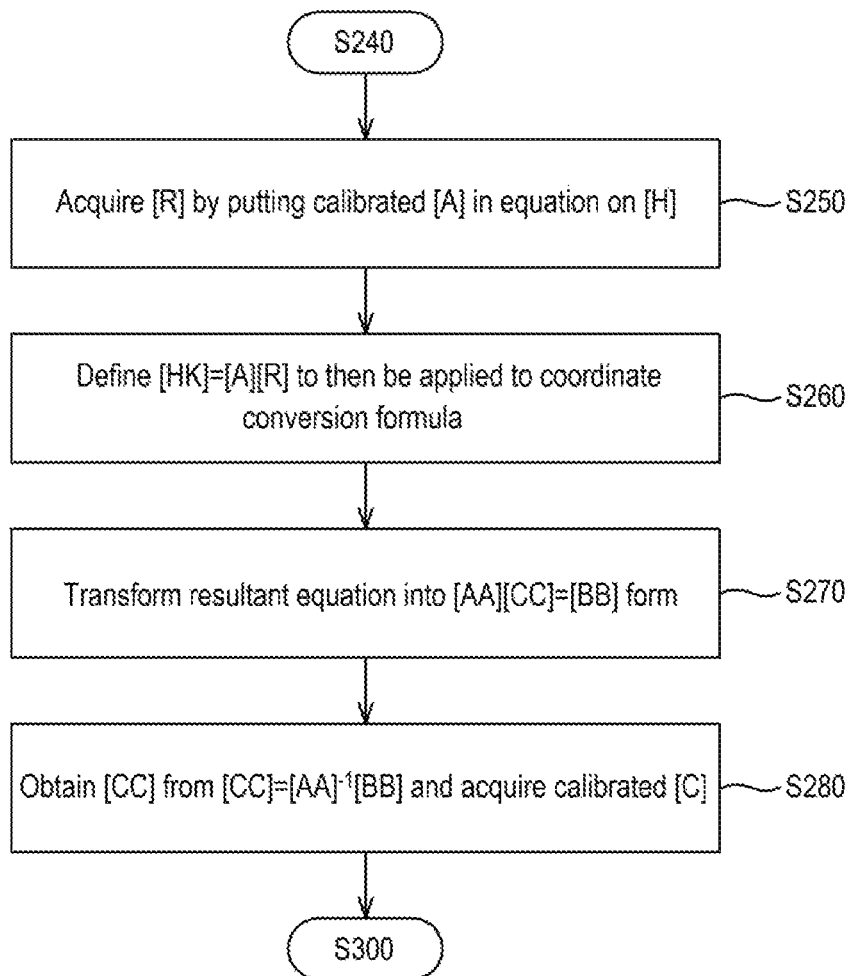 S240
Acquire [R] by putting calibrated [A] in equation on [H]
S250
Define [HK]=[A][R] to then be applied to coordinate
conversion formula
S260
Transform resultant equation into [AA][CC]=[BB] form
S270
Obtain [CC] from [CC]=[AA]⁻¹[BB] and acquire calibrated [C]
S280
S300